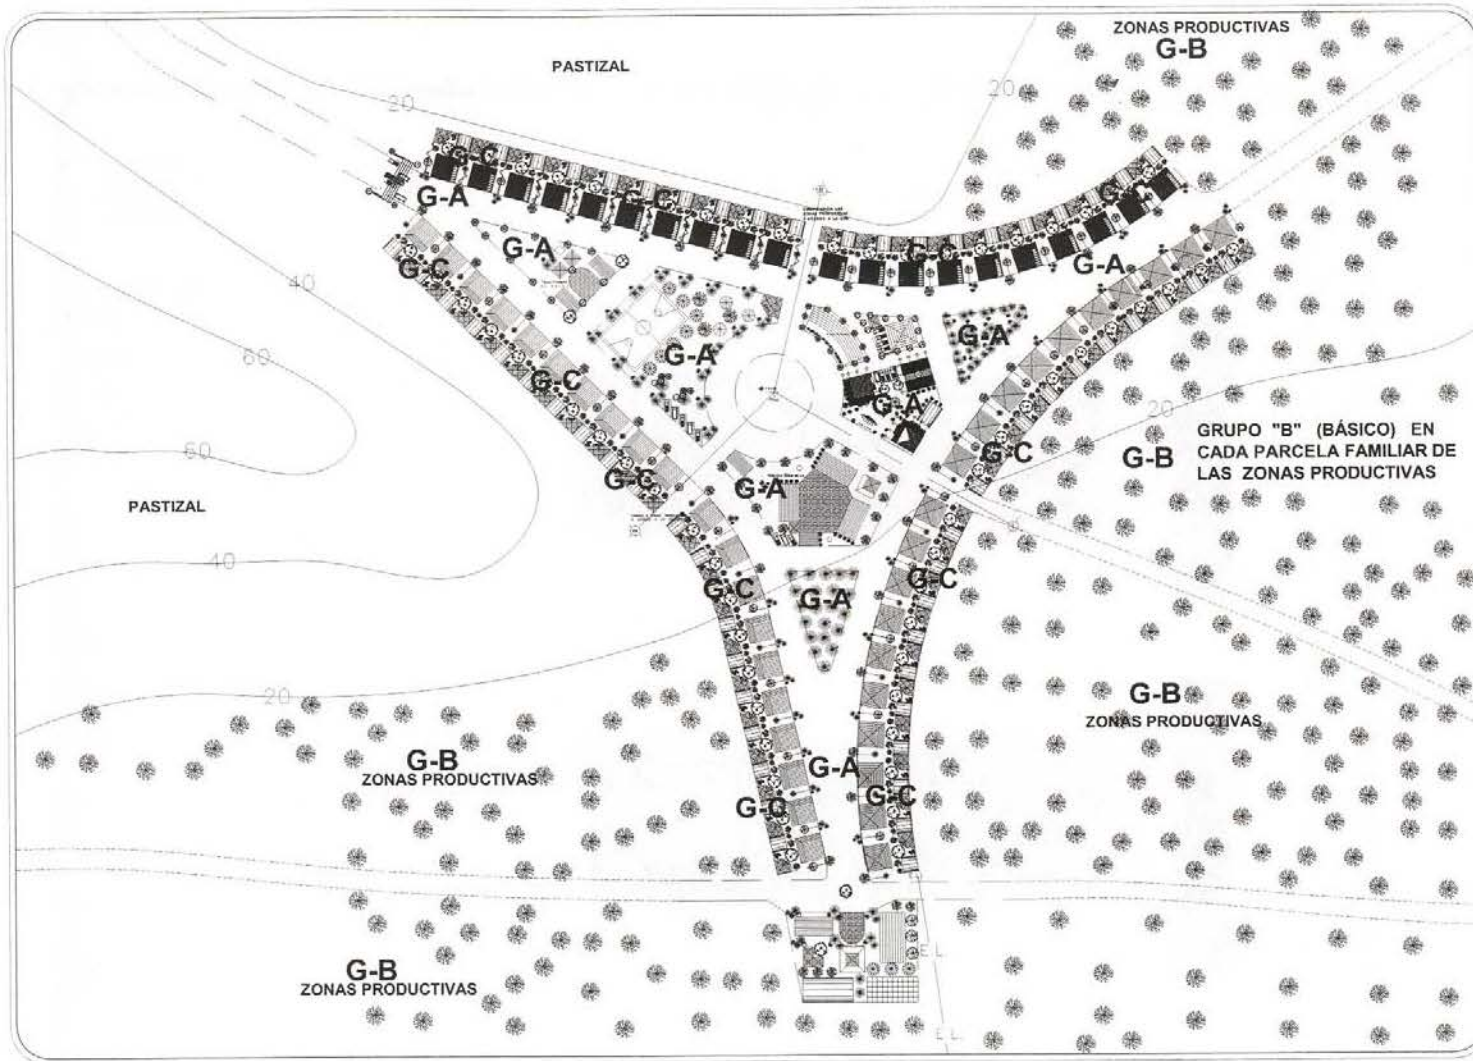 ZONAS PRODUCTIVAS
G-B
PASTIZAL
20
20
G-C
G-A
G-C
G-C
G-C
G-A
G-A
G-C
40
60
G-A
G-A
G-C
G-A
20
GRUPO "B" (BÁSICO) EN
CADA PARCELA FAMILIAR DE
LAS ZONAS PRODUCTIVAS
G-B
G-C
G-C
G-A
PASTIZAL
40
G-C
G-C
G-A
20
G-B
ZONAS PRODUCTIVAS
G-B
ZONAS PRODUCTIVAS
G-A
G-C
G-C
E.L.
G-B
ZONAS PRODUCTIVAS
E.L.